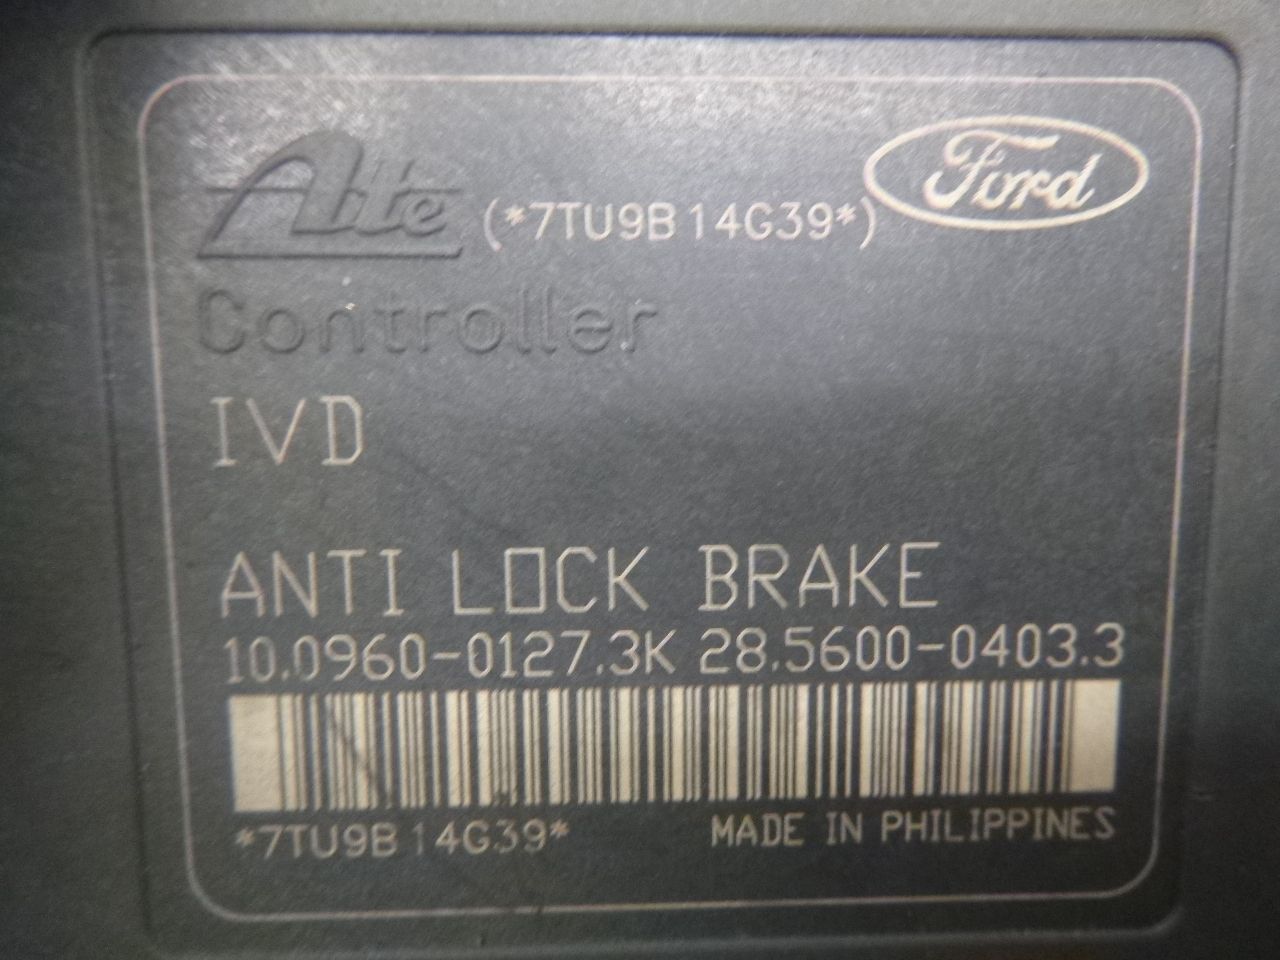 Ate (*7TU9B14G39*) Ford
Controller
IVD
ANTI LOCK BRAKE
10.0960-0127.3K 28.5600-0403.3
*7TU9B14G39* MADE IN PHILIPPINES